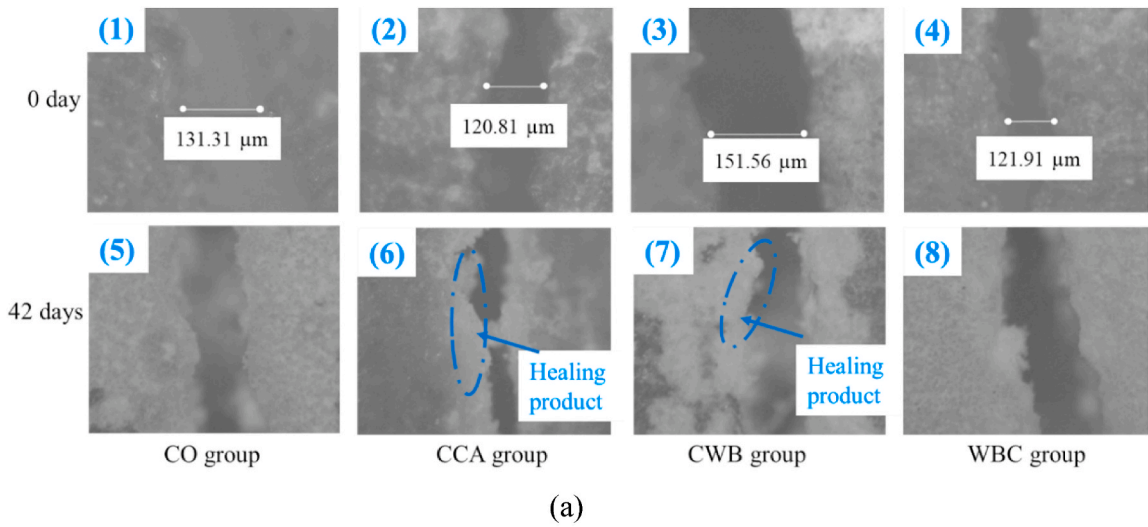 (1) (2) (3) (4)
0 day
131.31 µm
120.81 µm
151.56 µm
121.91 µm
(5) (6) (7) (8)
42 days
Healing
product
Healing
product
CO group CCA group CWB group WBC group
(a)